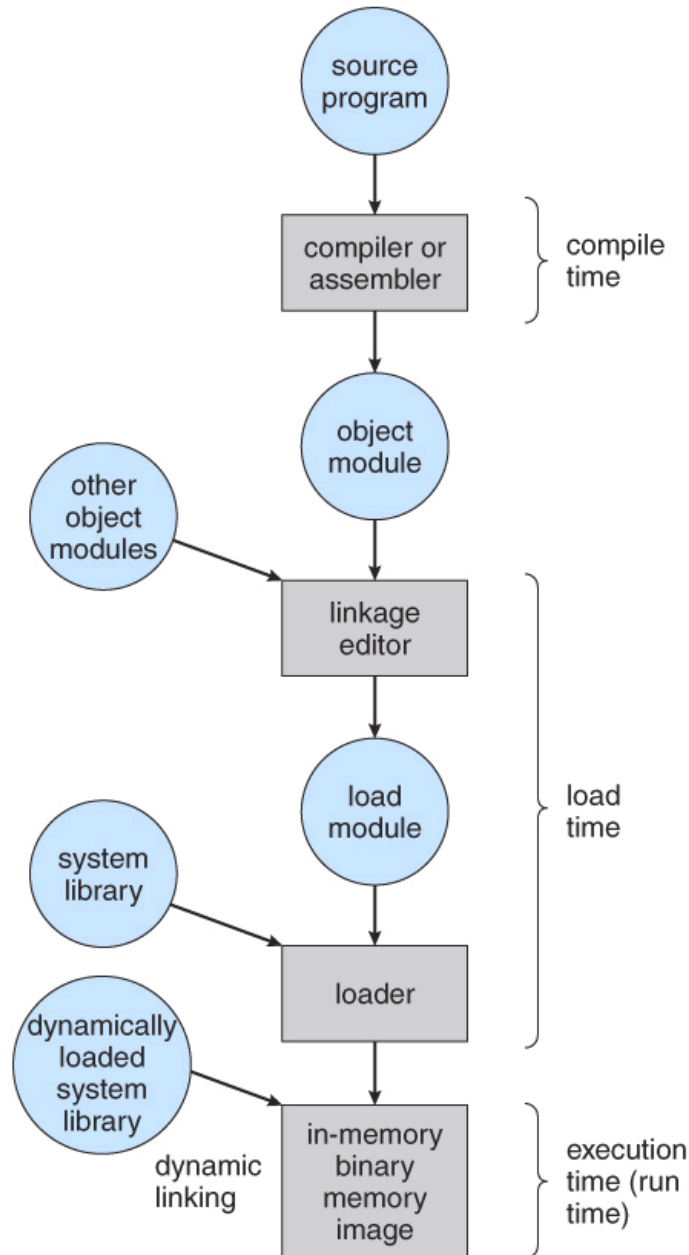 source
program
compiler or
assembler
compile
time
object
module
other
object
modules
linkage
editor
load
module
load
time
system
library
loader
dynamically
loaded
system
library
dynamic
linking
in-memory
binary
memory
image
execution
time (run
time)